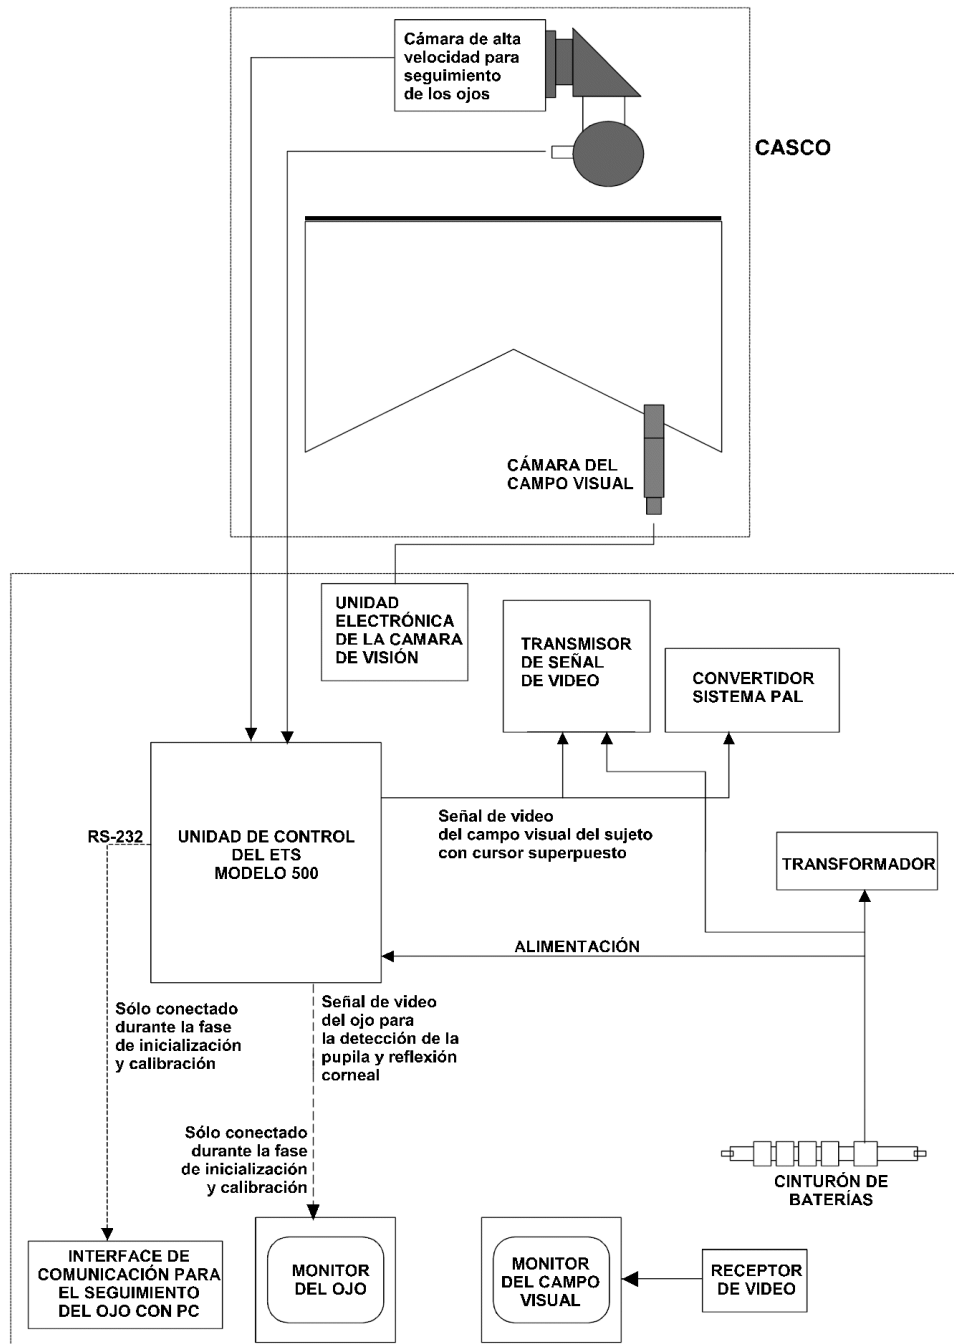 Cámara de alta
velocidad para
seguimiento
de los ojos
CASCO
CÁMARA DEL
CAMPO VISUAL
UNIDAD
ELECTRÓNICA
DE LA CAMARA
DE VISIÓN
TRANSMISOR
DE SEÑAL
DE VIDEO
CONVERTIDOR
SISTEMA PAL
RS-232
UNIDAD DE CONTROL
DEL ETS
MODELO 500
Señal de video
del campo visual del sujeto
con cursor superpuesto
TRANSFORMADOR
ALIMENTACIÓN
Sólo conectado
durante la fase
de inicialización
y calibración
Señal de video
del ojo para
la detección de la
pupila y reflexión
corneal
Sólo conectado
durante la fase
de inicialización
y calibración
CINTURÓN DE
BATERÍAS
INTERFACE DE
COMUNICACIÓN PARA
EL SEGUIMIENTO
DEL OJO CON PC
MONITOR
DEL OJO
MONITOR
DEL CAMPO
VISUAL
RECEPTOR
DE VIDEO